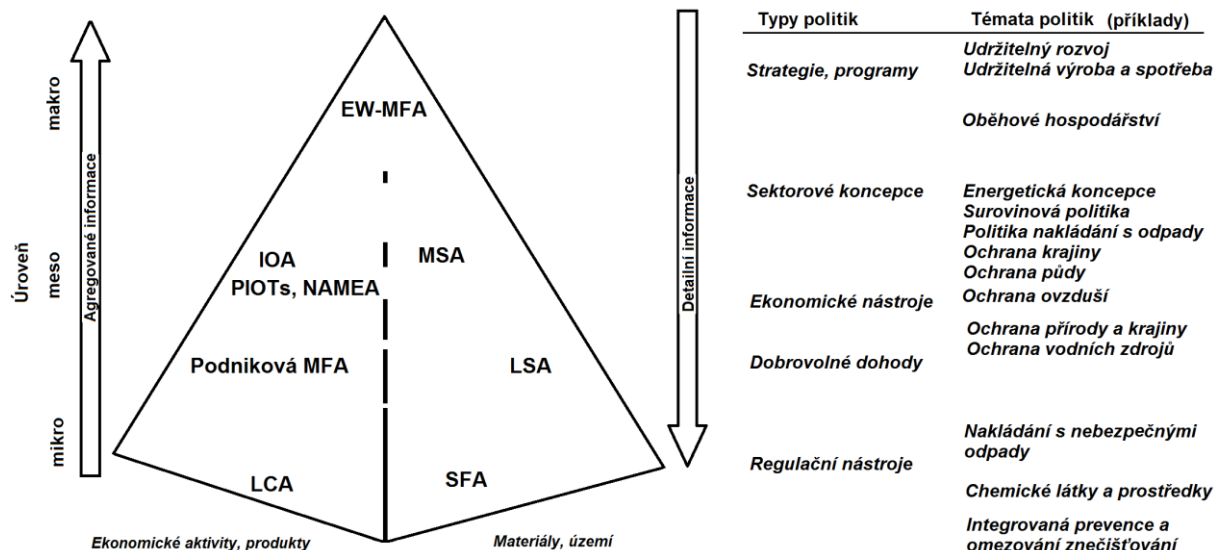 Úroveň
makro
meso
mikro
Agregované informace
EW-MFA
IOA
PIOTs, NAMEA
MSA
Podniková MFA
LSA
LCA
SFA
Ekonomické aktivity, produkty
Materiály, území
Detailní informace
Typy politik
Témata politik (příklady)
Strategie, programy
Udržitelný rozvoj
Udržitelná výroba a spotřeba
Oběhové hospodářství
Sektorové koncepce
Energetická koncepce
Surovinová politika
Politika nakládání s odpady
Ochrana krajiny
Ochrana půdy
Ekonomické nástroje
Ochrana ovzduší
Dobrovolné dohody
Ochrana přírody a krajiny
Ochrana vodních zdrojů
Regulační nástroje
Nakládání s nebezpečnými
odpady
Chemické látky a prostředky
Integrovaná prevence a
omezování znečišťování